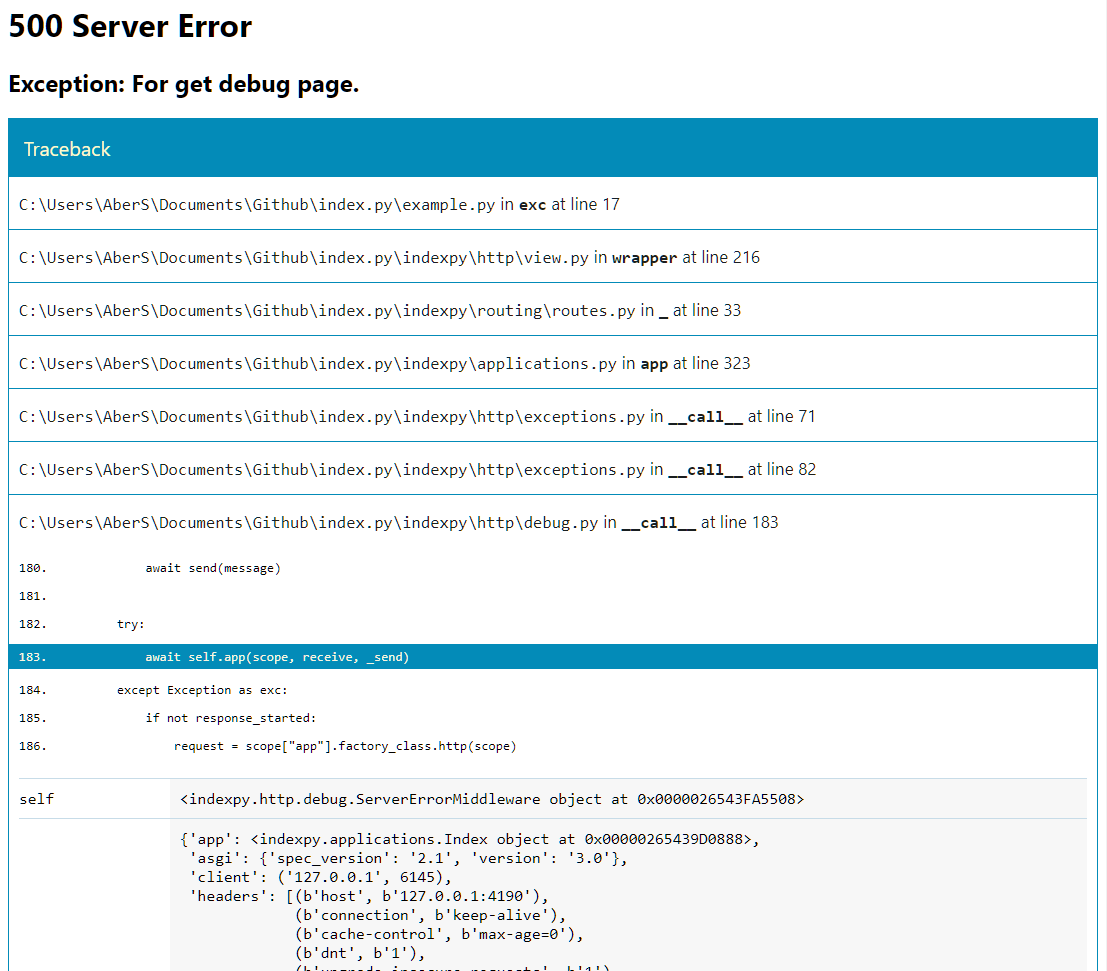 500 Server Error
Exception: For get debug page.
Traceback
C:\Users\AberS\Documents\Github\index.py\example.py in exc at line 17
C:\Users\AberS\Documents\Github\index.py\indexpy\http\view.py in wrapper at line 216
C:\Users\AberS\Documents\Github\index.py\indexpy\routing\routes.py in _ at line 33
C:\Users\AberS\Documents\Github\index.py\indexpy\applications.py in app at line 323
C:\Users\AberS\Documents\Github\index.py\indexpy\http\exceptions.py in __call__ at line 71
C:\Users\AberS\Documents\Github\index.py\indexpy\http\exceptions.py in __call__ at line 82
C:\Users\AberS\Documents\Github\index.py\indexpy\http\debug.py in __call__ at line 183
180. await send(message)
181.
182. try:
183. await self.app(scope, receive, _send)
184. except Exception as exc:
185. if not response_started:
186. request = scope["app"].factory_class.http(scope)
self <indexpy.http.debug.ServerErrorMiddleware object at 0x0000026543FA5508>
{'app': <indexpy.applications.Index object at 0x00000265439D0888>,
'asgi': {'spec_version': '2.1', 'version': '3.0'},
'client': ('127.0.0.1', 6145),
'headers': [(b'host', b'127.0.0.1:4190'),
(b'connection', b'keep-alive'),
(b'cache-control', b'max-age=0'),
(b'dnt', b'1'),